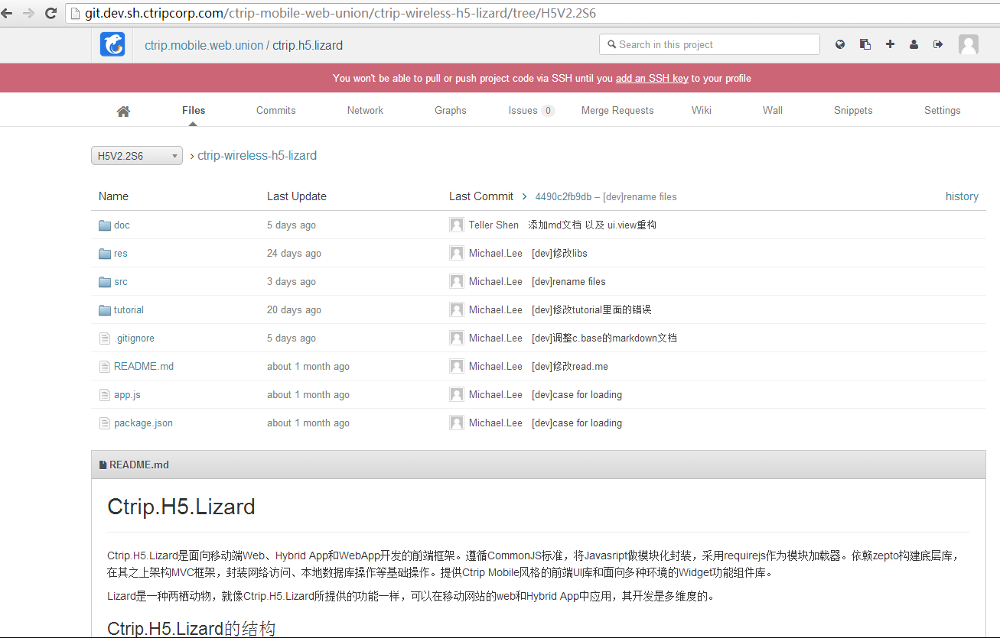 git.dev.sh.ctripcorp.com/ctrip-mobile-web-union/ctrip-wireless-h5-lizard/tree/H5V2.2S6
ctrip.mobile.web.union / ctrip.h5.lizard Search in this project
You won't be able to pull or push project code via SSH until you add an SSH key to your profile
Files Commits Network Graphs Issues 0 Merge Requests Wiki Wall Snippets Settings
H5V2.2S6 › ctrip-wireless-h5-lizard
Name Last Update Last Commit › 4490c2fb9db – [dev]rename files history
doc 5 days ago Teller Shen 添加md文档 以及 ui.view重构
res 24 days ago Michael.Lee [dev]修改libs
src 3 days ago Michael.Lee [dev]rename files
tutorial 20 days ago Michael.Lee [dev]修改tutorial里面的错误
.gitignore 5 days ago Michael.Lee [dev]调整c.base的markdown文档
README.md about 1 month ago Michael.Lee [dev]修改read.me
app.js about 1 month ago Michael.Lee [dev]case for loading
package.json about 1 month ago Michael.Lee [dev]case for loading
README.md
Ctrip.H5.Lizard
Ctrip.H5.Lizard是面向移动端Web、Hybrid App和WebApp开发的前端框架。遵循CommonJS标准，将Javasript做模块化封装，采用requirejs作为模块加载器。依赖zepto构建底层库，
在其之上架构MVC框架，封装网络访问、本地数据库操作等基础操作。提供Ctrip Mobile风格的前端UI库和面向多种环境的Widget功能组件库。
Lizard是一种两栖动物，就像Ctrip.H5.Lizard所提供的功能一样，可以在移动网站的web和Hybrid App中应用，其开发是多维度的。
Ctrip.H5.Lizard的结构